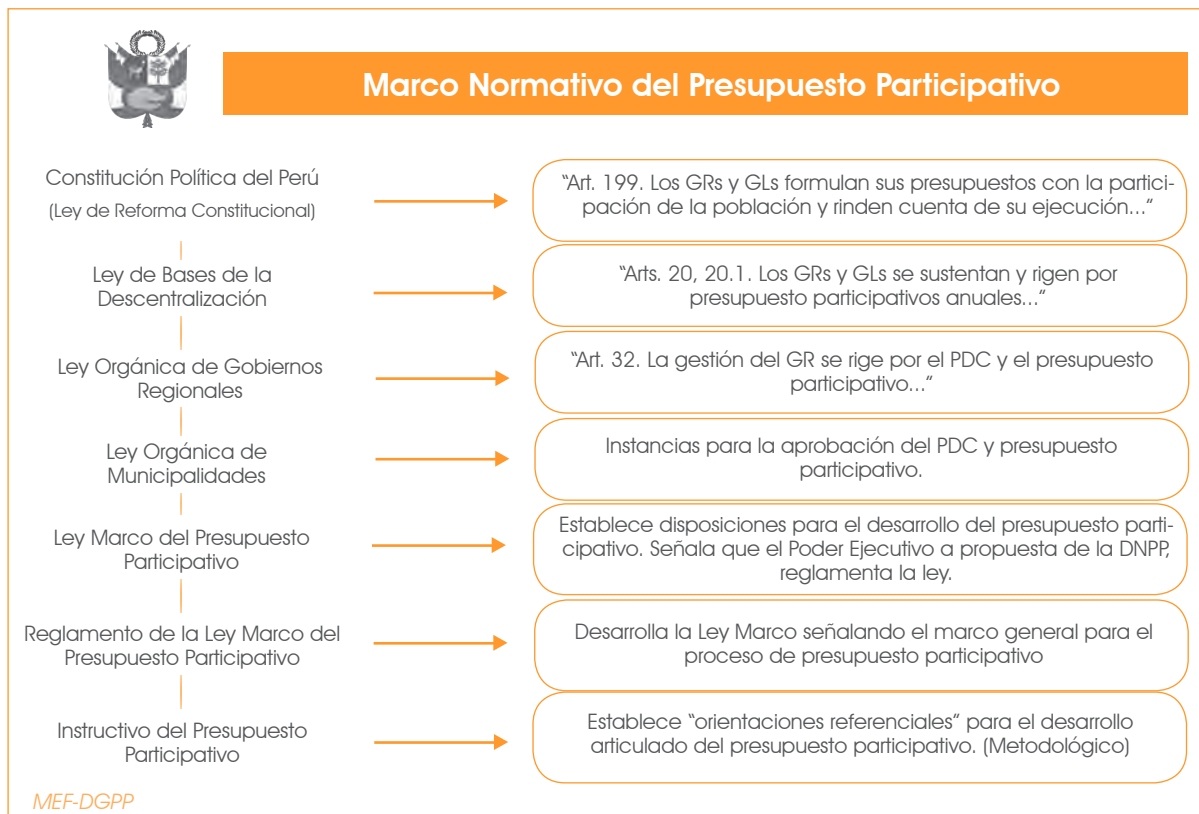 Marco Normativo del Presupuesto Participativo
Constitución Política del Perú
(Ley de Reforma Constitucional)
"Art. 199. Los GRs y GLs formulan sus presupuestos con la partici-
pación de la población y rinden cuenta de su ejecución..."
Ley de Bases de la
Descentralización
"Arts. 20, 20.1. Los GRs y GLs se sustentan y rigen por
presupuesto participativos anuales..."
Ley Orgánica de Gobiernos
Regionales
"Art. 32. La gestión del GR se rige por el PDC y el presupuesto
participativo..."
Ley Orgánica de
Municipalidades
Instancias para la aprobación del PDC y presupuesto
participativo.
Ley Marco del Presupuesto
Participativo
Establece disposiciones para el desarrollo del presupuesto parti-
cipativo. Señala que el Poder Ejecutivo a propuesta de la DNPP,
reglamenta la ley.
Reglamento de la Ley Marco del
Presupuesto Participativo
Desarrolla la Ley Marco señalando el marco general para el
proceso de presupuesto participativo
Instructivo del Presupuesto
Participativo
Establece "orientaciones referenciales" para el desarrollo
articulado del presupuesto participativo. (Metodológico)
MEF-DGPP